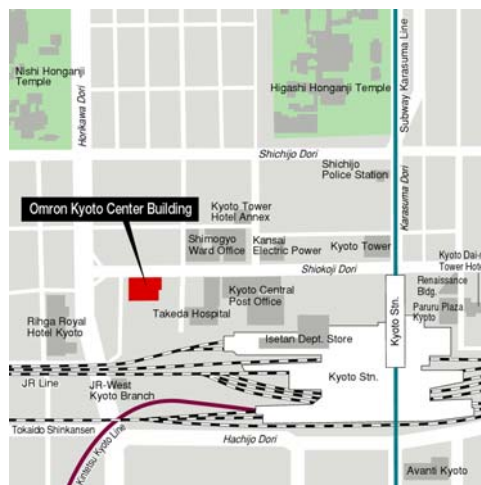 Nishi Honganji
Temple
Horikawa Dori
Higashi Honganji Temple
Subway Karasuma Line
Shichijo Dori
Shichijo
Police Station
Karasuma Dori
Omron Kyoto Center Building
Kyoto Tower
Hotel Annex
Shimogyo
Ward Office
Kansai
Electric Power
Kyoto Tower
Shiokoji Dori
Kyoto Dai-
Tower Hote
Renaissance
Bldg.
Paruru Plaza
Kyoto
Kyoto Central
Post Office
Takeda Hospital
Kyoto Stn.
Rihga Royal
Hotel Kyoto
Isetan Dept. Store
Kyoto Stn.
JR Line
JR-West
Kyoto Branch
Tokaido Shinkansen
Kintetsu Kyoto Line
Hachijo Dori
Avanti Kyoto